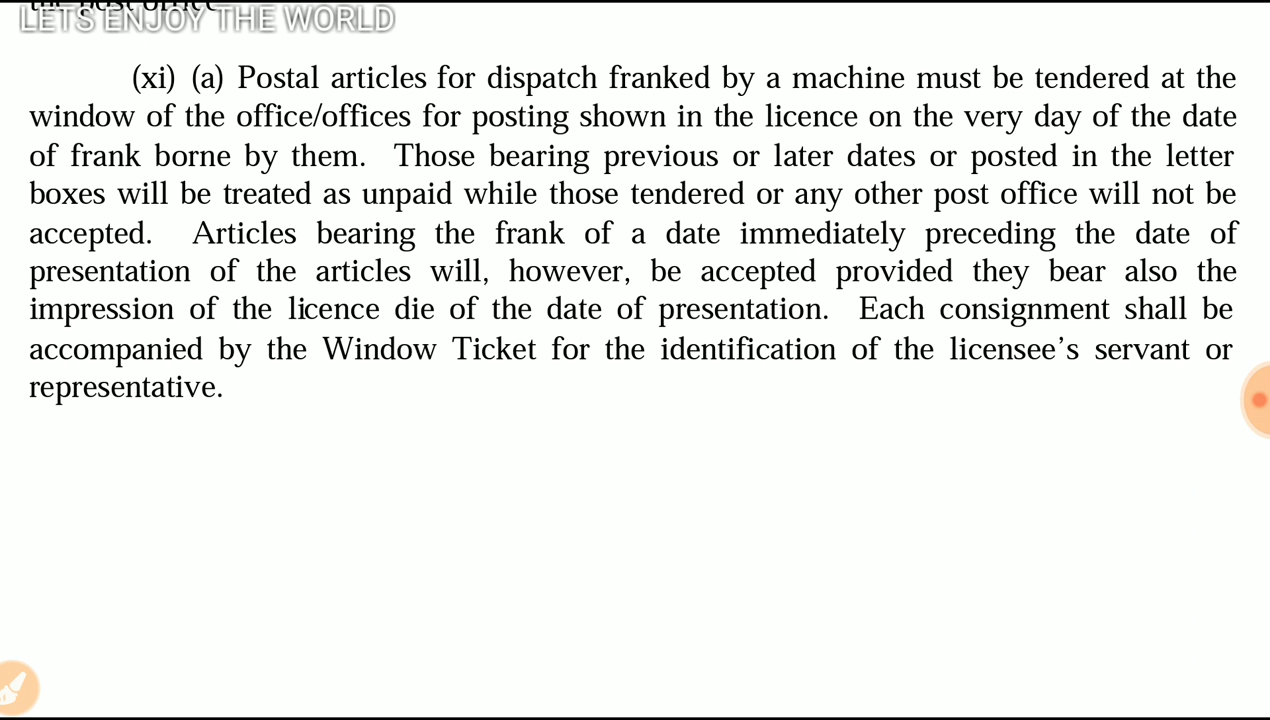 the post office
LETS ENJOY THE WORLD
(xi) (a) Postal articles for dispatch franked by a machine must be tendered at the
window of the office/offices for posting shown in the licence on the very day of the date
of frank borne by them. Those bearing previous or later dates or posted in the letter
boxes will be treated as unpaid while those tendered or any other post office will not be
accepted. Articles bearing the frank of a date immediately preceding the date of
presentation of the articles will, however, be accepted provided they bear also the
impression of the licence die of the date of presentation. Each consignment shall be
accompanied by the Window Ticket for the identification of the licensee’s servant or
representative.